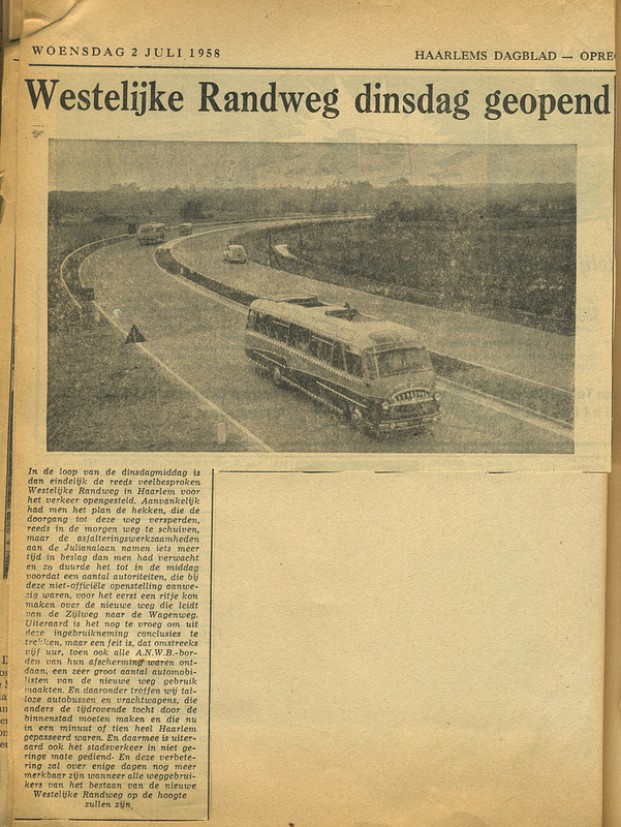 WOENSDAG 2 JULI 1958
HAARLEMS DAGBLAD — OPRE
Westelijke Randweg dinsdag geopend
In de loop van de dinsdagmiddag is
dan eindelijk de reeds veelbesproken
Westelijke Randweg in Haarlem voor
het verkeer opengesteld. Aanvankelijk
had men het plan de hekken, die de
doorgang tot deze weg versperden,
reeds in de morgen weg te schuiven,
maar de asfalteringswerkzaamheden
aan de Julianalaan namen iets meer
tijd in beslag dan men had verwacht
en zo duurde het tot in de middag
voordat een aantal autoriteiten, die bij
deze niet-officiële openstelling aanwe-
zig waren, voor het eerst een ritje kon
maken over de nieuwe weg die leidt
van de Zijlweg naar de Wagenweg.
Uiteraard is het nog te vroeg om uit
deze ingebruikneming conclusies te
trekken, maar een feit is, dat omstreeks
vijf uur, toen ook alle A.N.W.B.-bor-
den van hun afscherming waren ont-
daan, een zeer groot aantal automobi-
listen van de nieuwe weg gebruik
maakten. En daaronder troffen wij tal-
loze autobussen en vrachtwagens, die
anders de tijdrovende tocht door de
binnenstad moeten maken en die nu
in een minuut of tien heel Haarlem
gepasseerd waren. En daarmee is uiter-
aard ook het stadsverkeer in niet ge-
ringe mate gediend. En deze verbete-
ring zal over enige dagen nog meer
merkbaar zijn wanneer alle weggebrui-
kers van het bestaan van de nieuwe
Westelijke Randweg op de hoogte
zullen zijn.